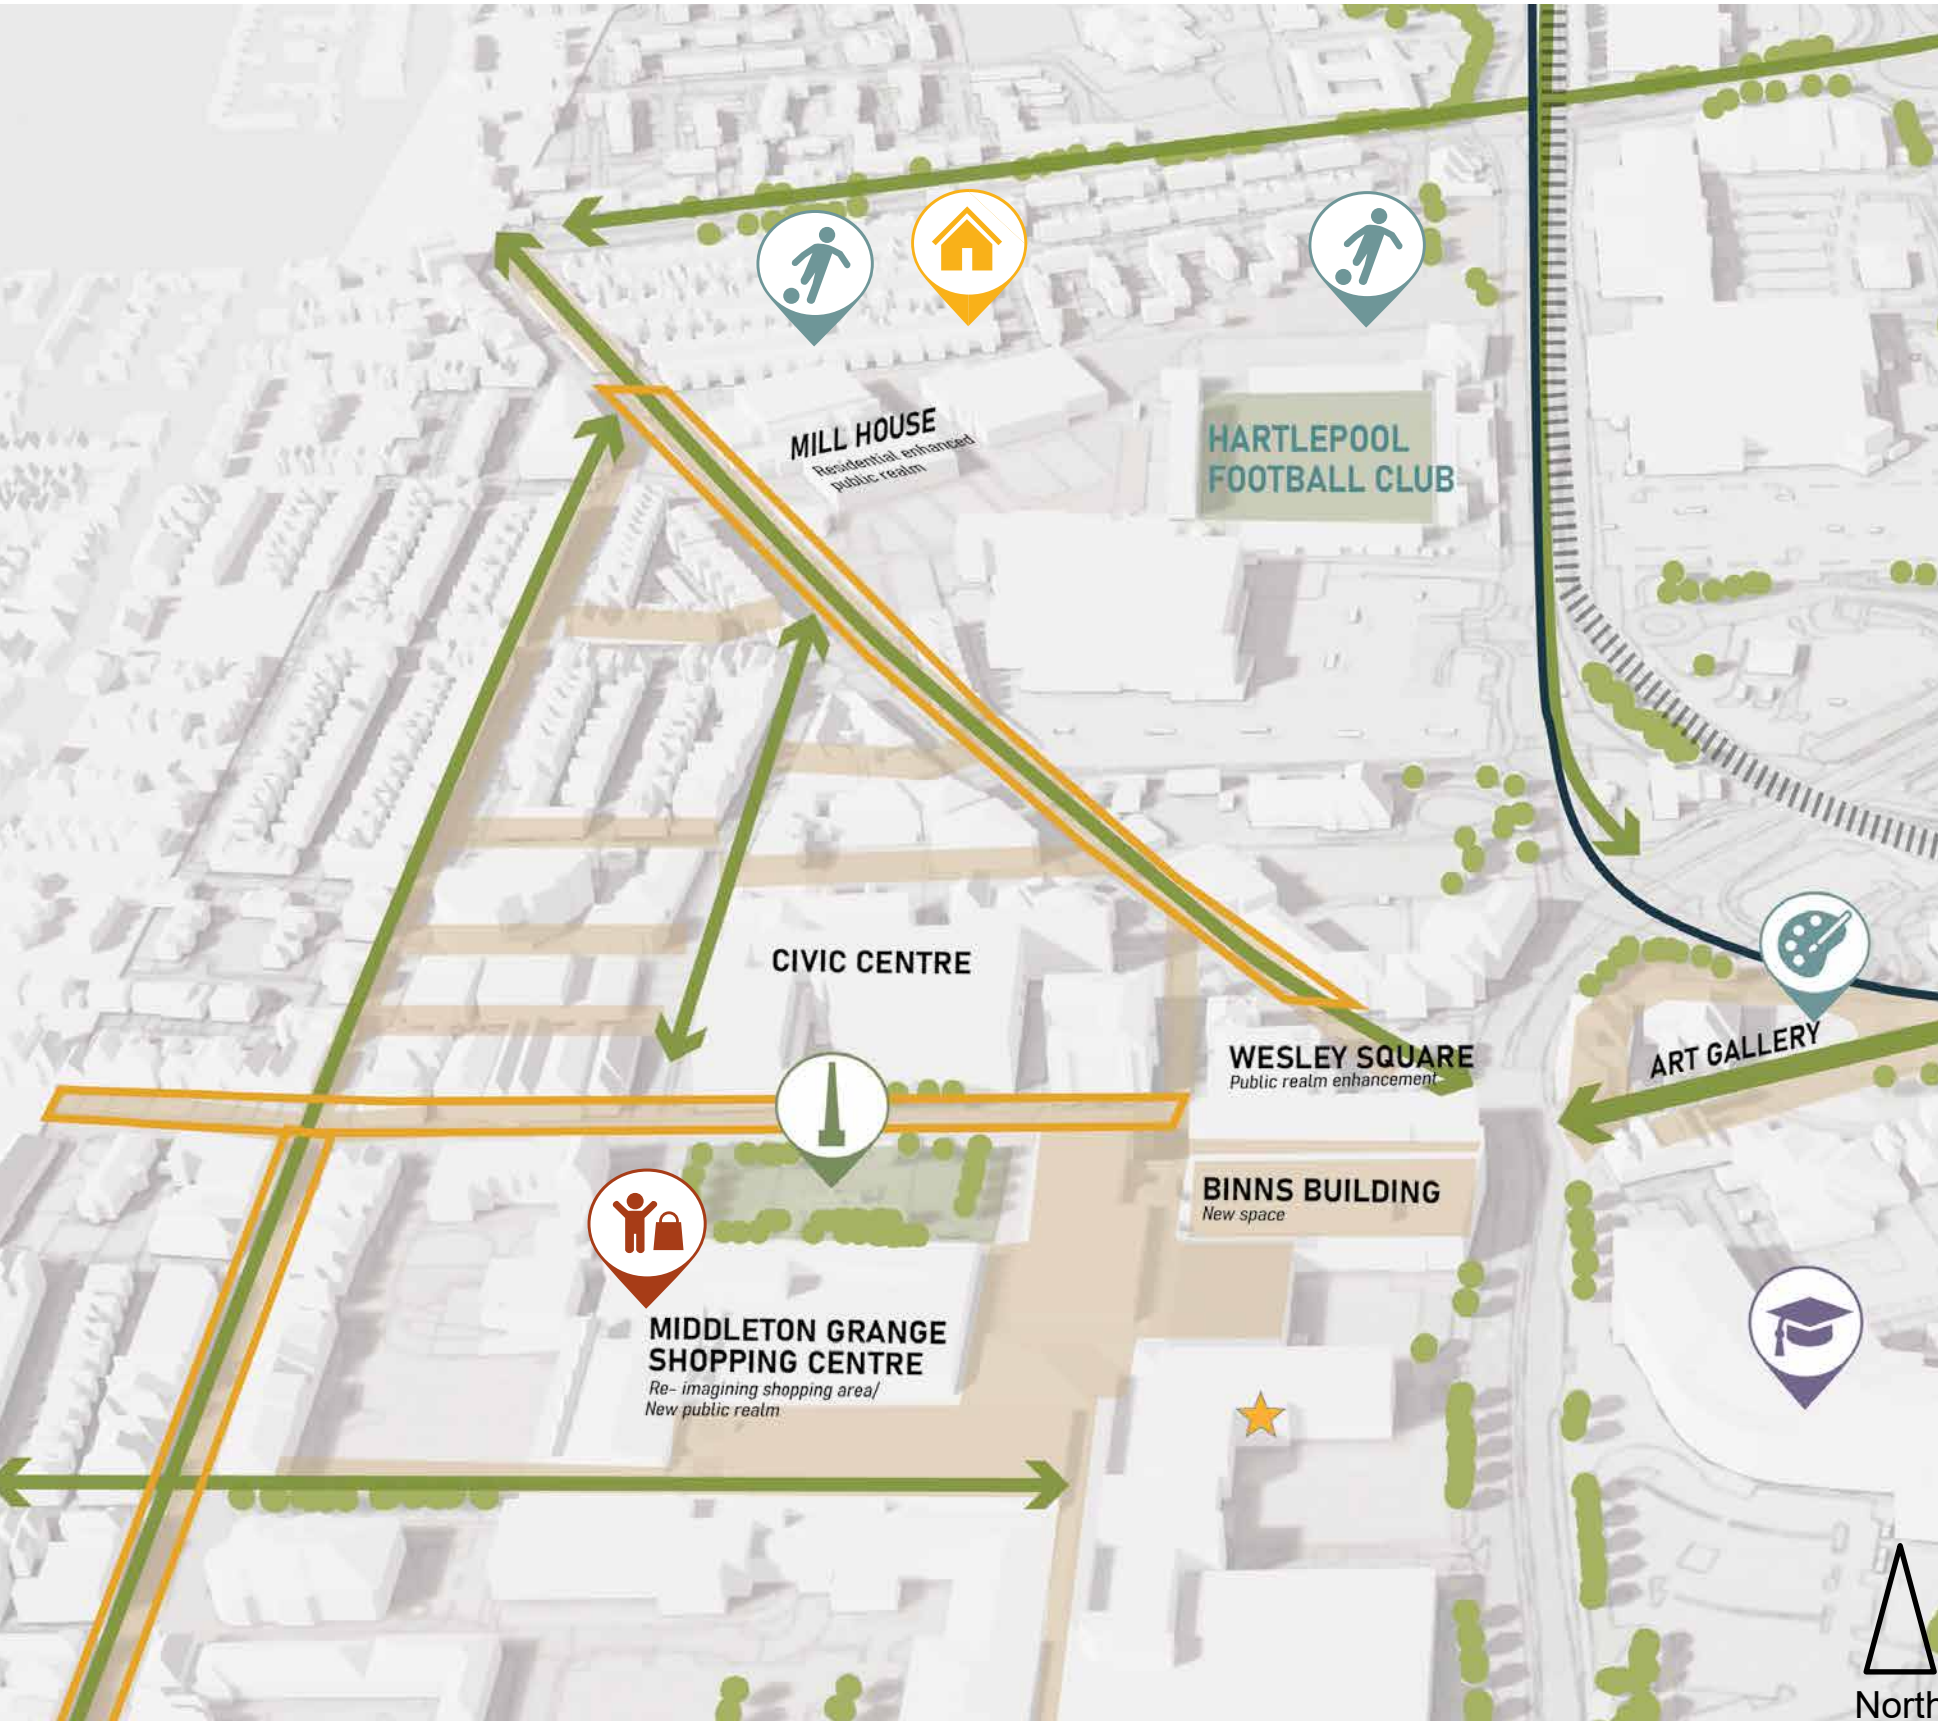 MILL HOUSE
Residential enhanced
public realm
HARTLEPOOL
FOOTBALL CLUB
CIVIC CENTRE
WESLEY SQUARE
Public realm enhancement
ART GALLERY
BINNS BUILDING
New space
MIDDLETON GRANGE
SHOPPING CENTRE
Re- imagining shopping area/
New public realm
North